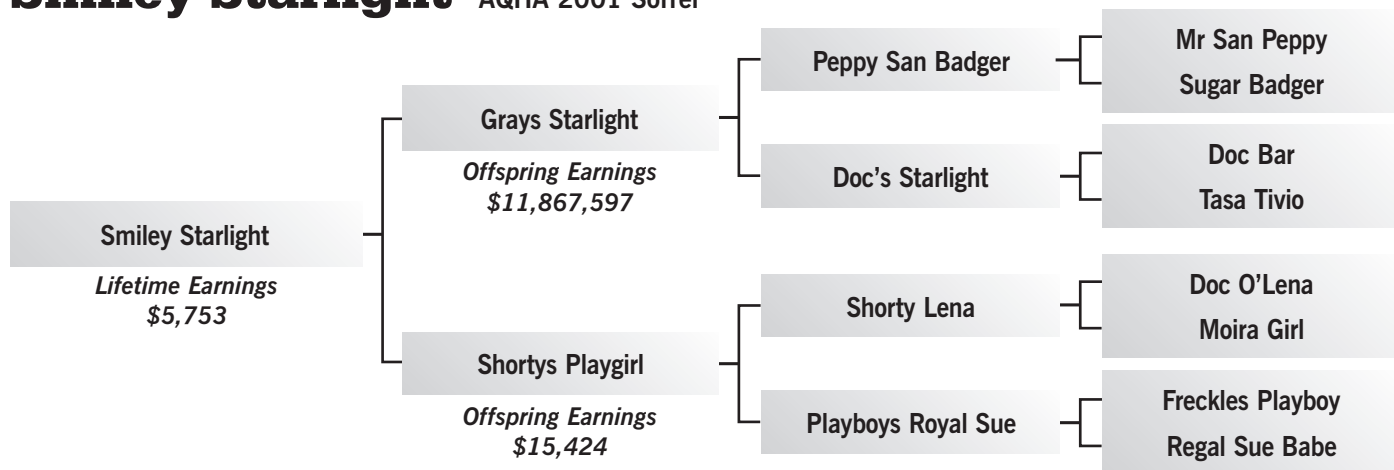 Smiley Starlight AQHA 2001 Sorrel
Peppy San Badger
Mr San Peppy
Sugar Badger
Grays Starlight
Offspring Earnings
$11,867,597
Doc's Starlight
Doc Bar
Tasa Tivio
Smiley Starlight
Lifetime Earnings
$5,753
Shorty Lena
Doc O'Lena
Moira Girl
Shortys Playgirl
Offspring Earnings
$15,424
Playboys Royal Sue
Freckles Playboy
Regal Sue Babe